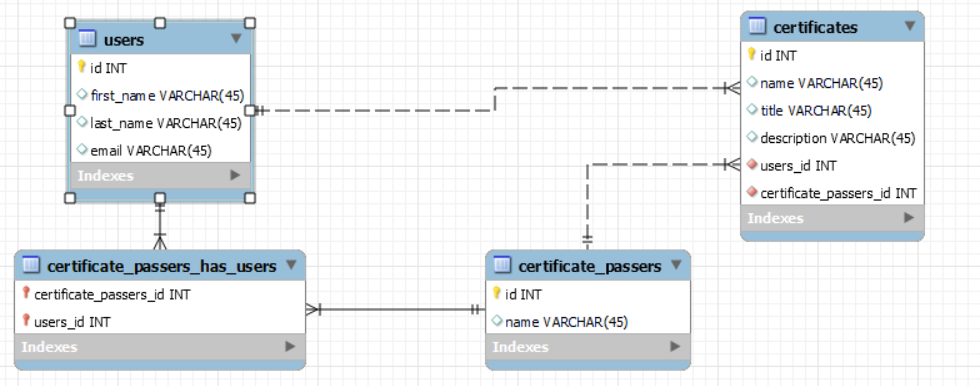 users
id INT
first_name VARCHAR(45)
last_name VARCHAR(45)
email VARCHAR(45)
Indexes
certificates
id INT
name VARCHAR(45)
title VARCHAR(45)
description VARCHAR(45)
users_id INT
certificate_passers_id INT
Indexes
certificate_passers_has_users
certificate_passers_id INT
users_id INT
Indexes
certificate_passers
id INT
name VARCHAR(45)
Indexes